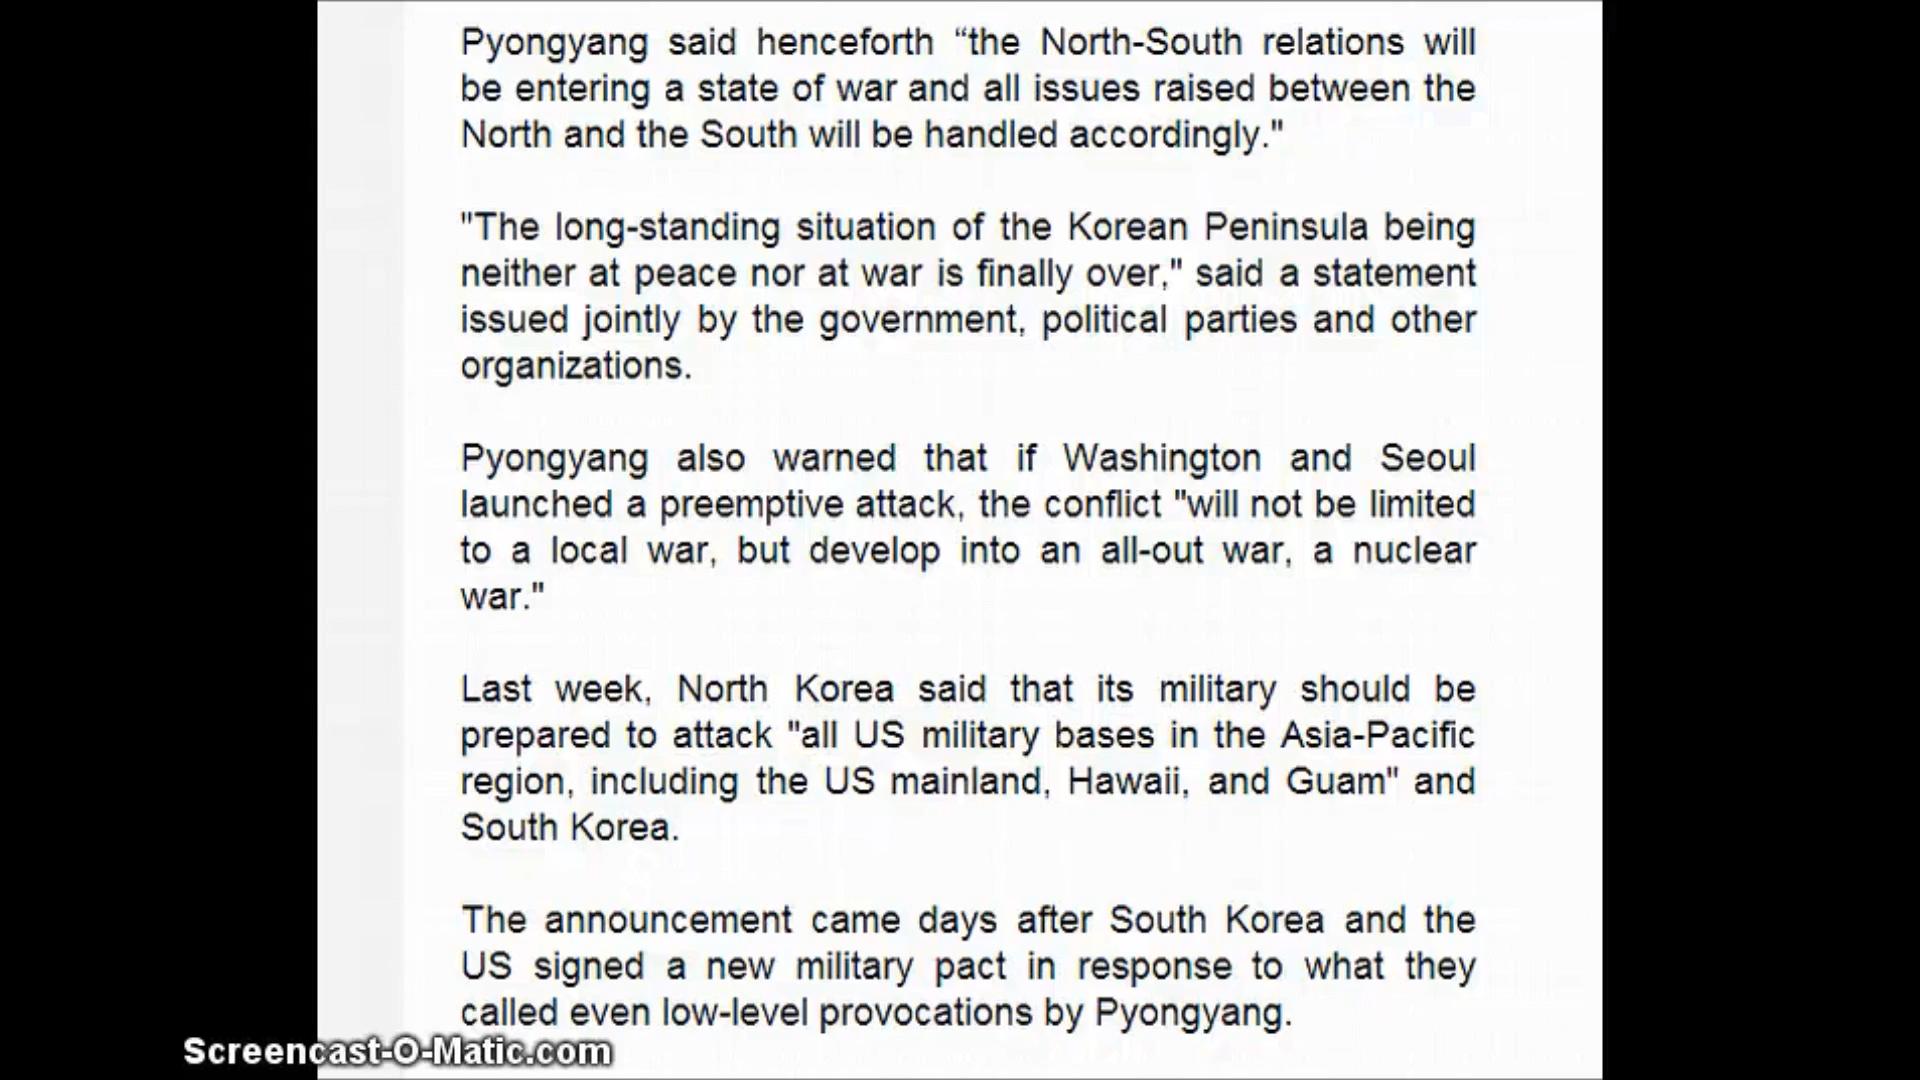 Pyongyang said henceforth “the North-South relations will
be entering a state of war and all issues raised between the
North and the South will be handled accordingly."
"The long-standing situation of the Korean Peninsula being
neither at peace nor at war is finally over," said a statement
issued jointly by the government, political parties and other
organizations.
Pyongyang also warned that if Washington and Seoul
launched a preemptive attack, the conflict "will not be limited
to a local war, but develop into an all-out war, a nuclear
war."
Last week, North Korea said that its military should be
prepared to attack "all US military bases in the Asia-Pacific
region, including the US mainland, Hawaii, and Guam" and
South Korea.
The announcement came days after South Korea and the
US signed a new military pact in response to what they
called even low-level provocations by Pyongyang.
Screencast-O-Matic.com